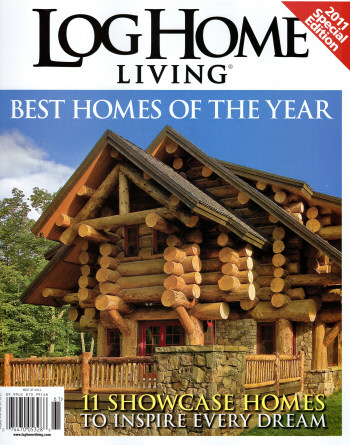 LOG HOME
LIVING®
2011
Special
Edition
BEST HOMES OF THE YEAR
11 SHOWCASE HOMES
TO INSPIRE EVERY DREAM
www.loghomeliving.com